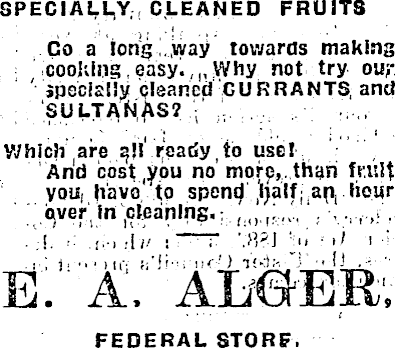 SPECIALLY CLEANED FRUITS
Go a long way towards making
cooking easy. Why not try our
specially cleaned CURRANTS and
SULTANAS?
Which are all ready to use!
And cost you no more, than fruit
you have to spend half an hour
over in cleaning.
E. A. ALGER,
FEDERAL STORE.